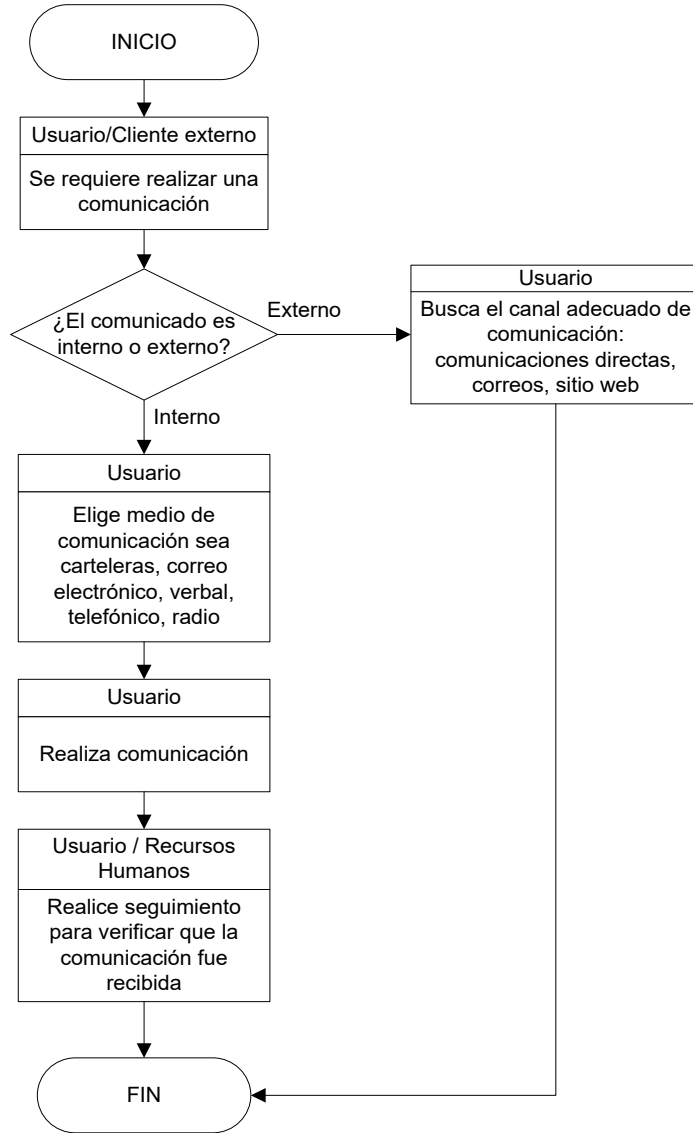 INICIO
Usuario/Cliente externo
Se requiere realizar una
comunicación
¿El comunicado es
interno o externo?
Externo
Usuario
Busca el canal adecuado de
comunicación:
comunicaciones directas,
correos, sitio web
Interno
Usuario
Elige medio de
comunicación sea
carteleras, correo
electrónico, verbal,
telefónico, radio
Usuario
Realiza comunicación
Usuario / Recursos
Humanos
Realice seguimiento
para verificar que la
comunicación fue
recibida
FIN